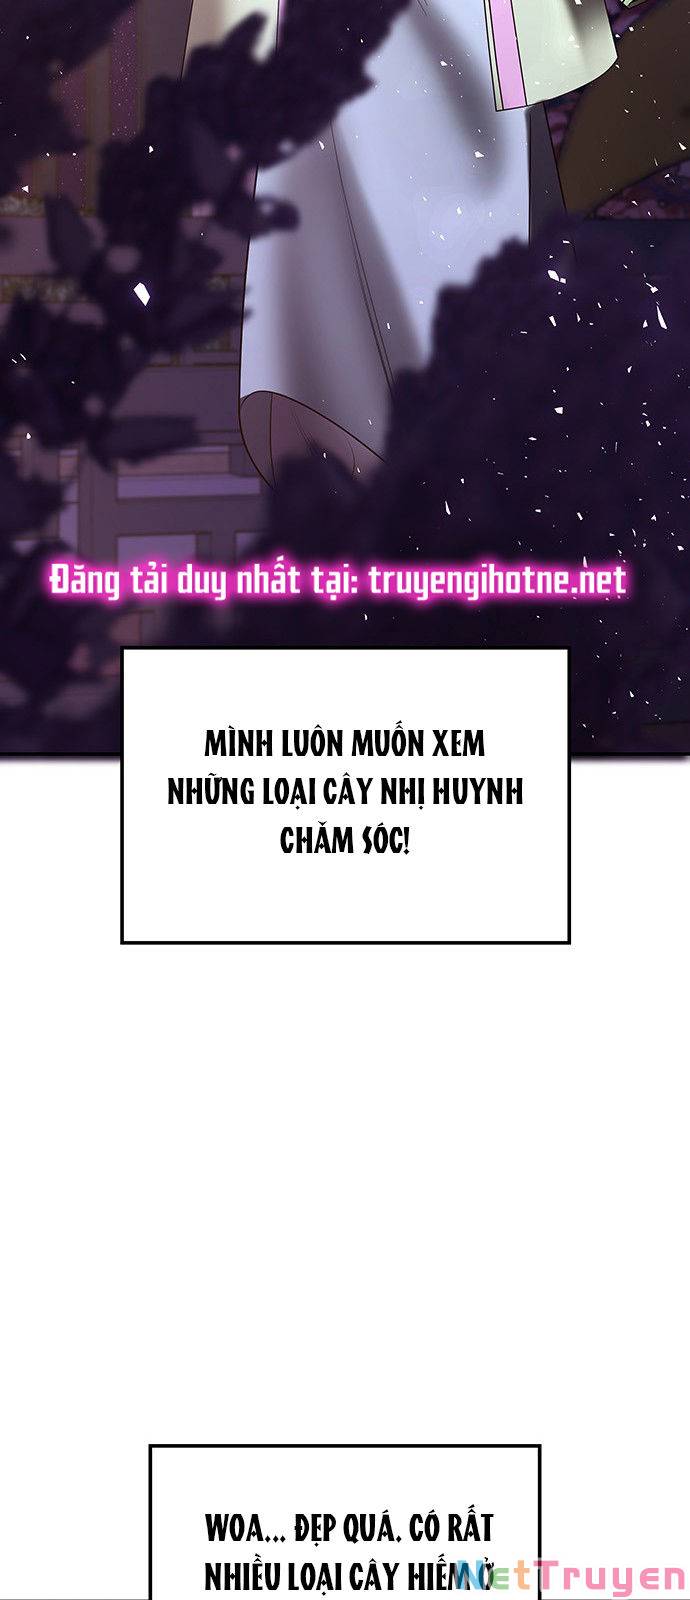 Đăng tải duy nhất tại: truyengihotne.net
MÌNH LUÔN MUỐN XEM
NHỮNG LOẠI CÂY NHỊ HUYNH
CHĂM SÓC!
WOA... ĐẸP QUÁ. CÓ RẤT
NHIỀU LOẠI CÂY HIẾM Ở
NetTruyen